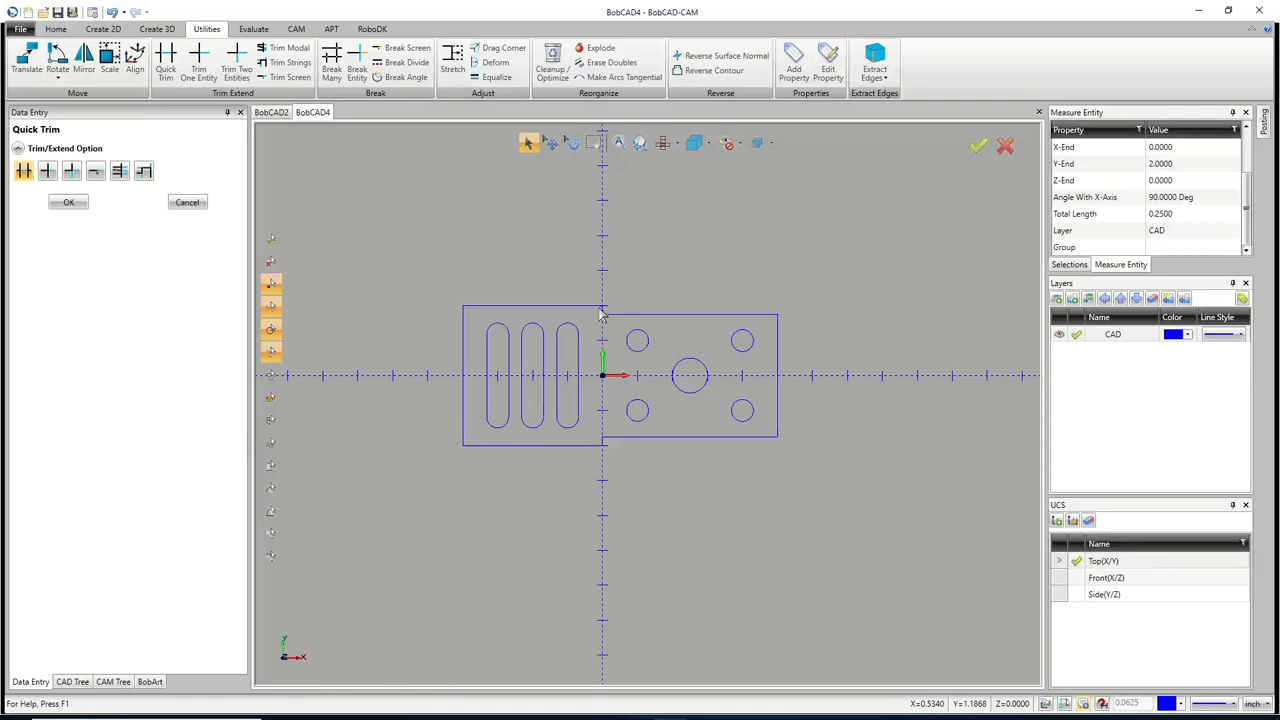 BobCAD4 - BobCAD-CAM
File Home Create 2D Create 3D Utilities Evaluate CAM APT RoboDK
Translate Rotate Mirror Scale Align
Move
Quick Trim
Trim One Entity
Trim Two Entities
Trim Modal
Trim Strings
Trim Screen
Trim Extend
Break Many
Break Entity
Break Screen
Break Divide
Break Angle
Break
Stretch
Drag Corner
Deform
Equalize
Adjust
Cleanup / Optimize
Explode
Erase Doubles
Make Arcs Tangential
Reorganize
Reverse Surface Normal
Reverse Contour
Reverse
Add Property
Edit Property
Properties
Extract Edges
Extract Edges
Data Entry
Quick Trim
Trim/Extend Option
OK Cancel
BobCAD2 BobCAD4
Y
Z X
Measure Entity
Property Value
X-End 0.0000
Y-End 2.0000
Z-End 0.0000
Angle With X-Axis 90.0000 Deg
Total Length 0.2500
Layer CAD
Group
Selections Measure Entity
Layers
Name Color Line Style
CAD
UCS
Name
Top(X/Y)
Front(X/Z)
Side(Y/Z)
Posting
Data Entry CAD Tree CAM Tree BobArt
For Help, Press F1
X=0.5340 Y=1.1868 Z=0.0000 0.0625 inch